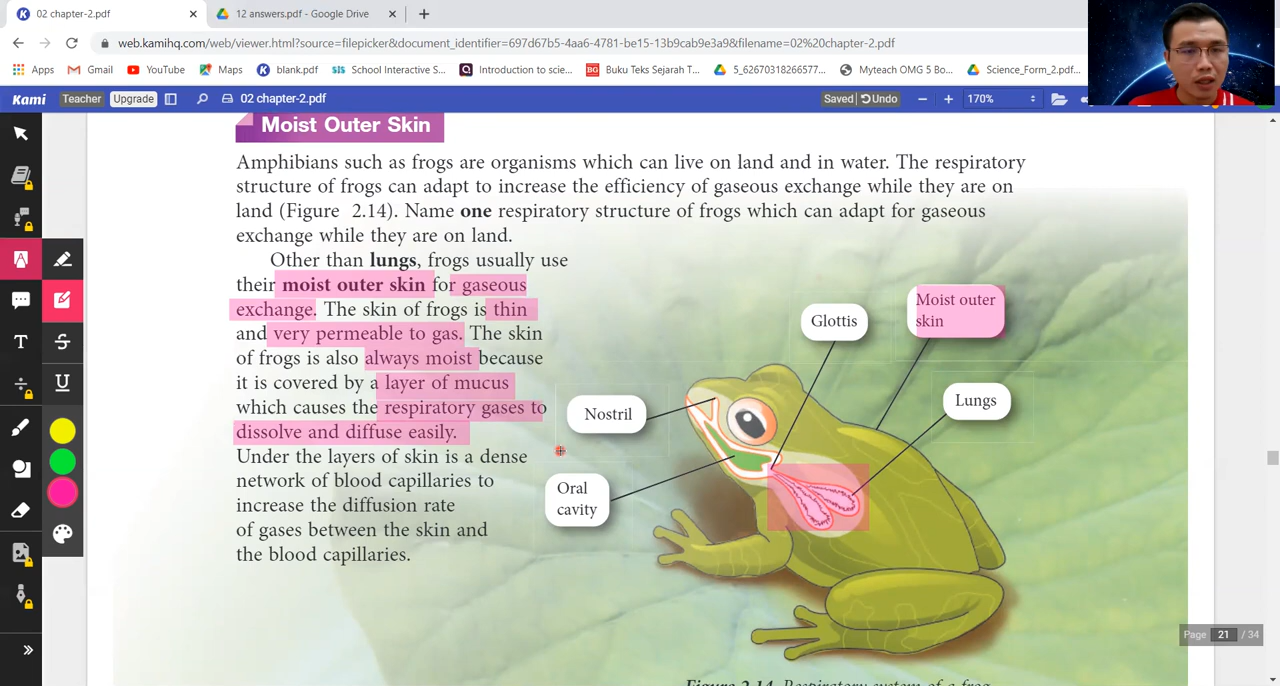 02 chapter-2.pdf
12 answers.pdf - Google Drive
web.kamihq.com/web/viewer.html?source=filepicker&document_identifier=697d67b5-4aa6-4781-be15-13b9cab9e3a9&filename=02%20chapter-2.pdf
Apps
Gmail
YouTube
Maps
blank.pdf
SIS
School Interactive S...
Introduction to scie...
BG
Buku Teks Sejarah T...
5_62670318266577...
Myteach OMG 5 Bo...
Science_Form_2.pdf...
Kami
Teacher
Upgrade
02 chapter-2.pdf
Saved
Undo
170%
Moist Outer Skin
Amphibians such as frogs are organisms which can live on land and in water. The respiratory
structure of frogs can adapt to increase the efficiency of gaseous exchange while they are on
land (Figure 2.14). Name one respiratory structure of frogs which can adapt for gaseous
exchange while they are on land.
Other than lungs, frogs usually use
their moist outer skin for gaseous
exchange. The skin of frogs is thin
and very permeable to gas. The skin
of frogs is also always moist because
it is covered by a layer of mucus
which causes the respiratory gases to
dissolve and diffuse easily.
Under the layers of skin is a dense
network of blood capillaries to
increase the diffusion rate
of gases between the skin and
the blood capillaries.
Glottis
Moist outer
skin
Lungs
Nostril
Oral
cavity
Page 21 / 34
Figure 2.14 Respiratory system of a frog